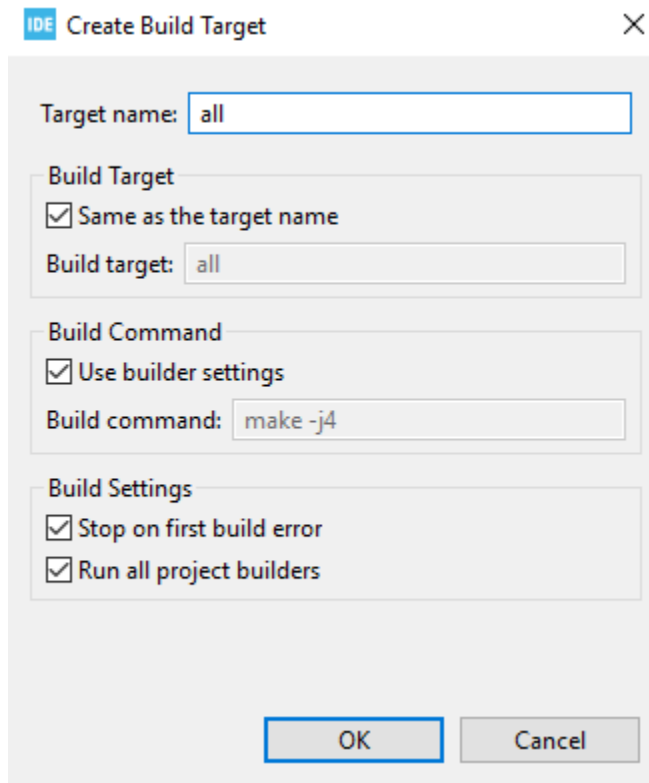 IDE Create Build Target
Target name: all
Build Target
Same as the target name
Build target: all
Build Command
Use builder settings
Build command: make -j4
Build Settings
Stop on first build error
Run all project builders
OK Cancel